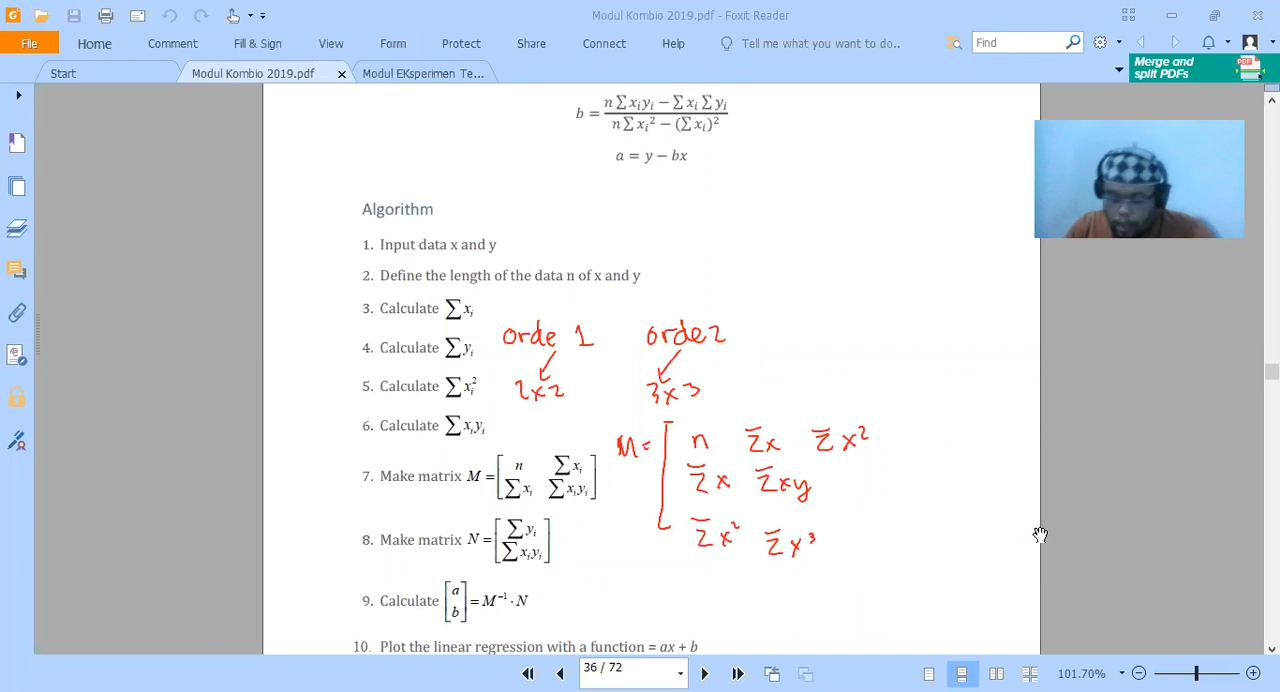 Modul Kombio 2019.pdf - Foxit Reader
File Home Comment Fill & Sign View Form Protect Share Connect Help Tell me what you want to do.. Find
Start Modul Kombio 2019.pdf Modul EKsperimen Te... Merge and split PDFs
b = (n∑xᵢyᵢ − ∑xᵢ∑yᵢ) / (n∑xᵢ² − (∑xᵢ)²)
a = y − bx
Algorithm
1. Input data x and y
2. Define the length of the data n of x and y
3. Calculate ∑xᵢ
orde 1 orde 2
4. Calculate ∑yᵢ
2x2 3x3
5. Calculate ∑xᵢ²
6. Calculate ∑xᵢyᵢ
M = [ n Σx Σx²
Σx Σxy
Σx² Σx³
7. Make matrix M = [n ∑xᵢ; ∑xᵢ ∑xᵢyᵢ]
8. Make matrix N = [∑yᵢ; ∑xᵢyᵢ]
9. Calculate [a; b] = M⁻¹ · N
10. Plot the linear regression with a function = ax + b
36 / 72 101.70%